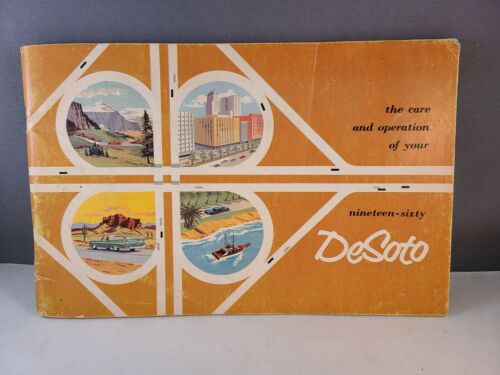 the care
and operation
of your
nineteen-sixty
DeSoto